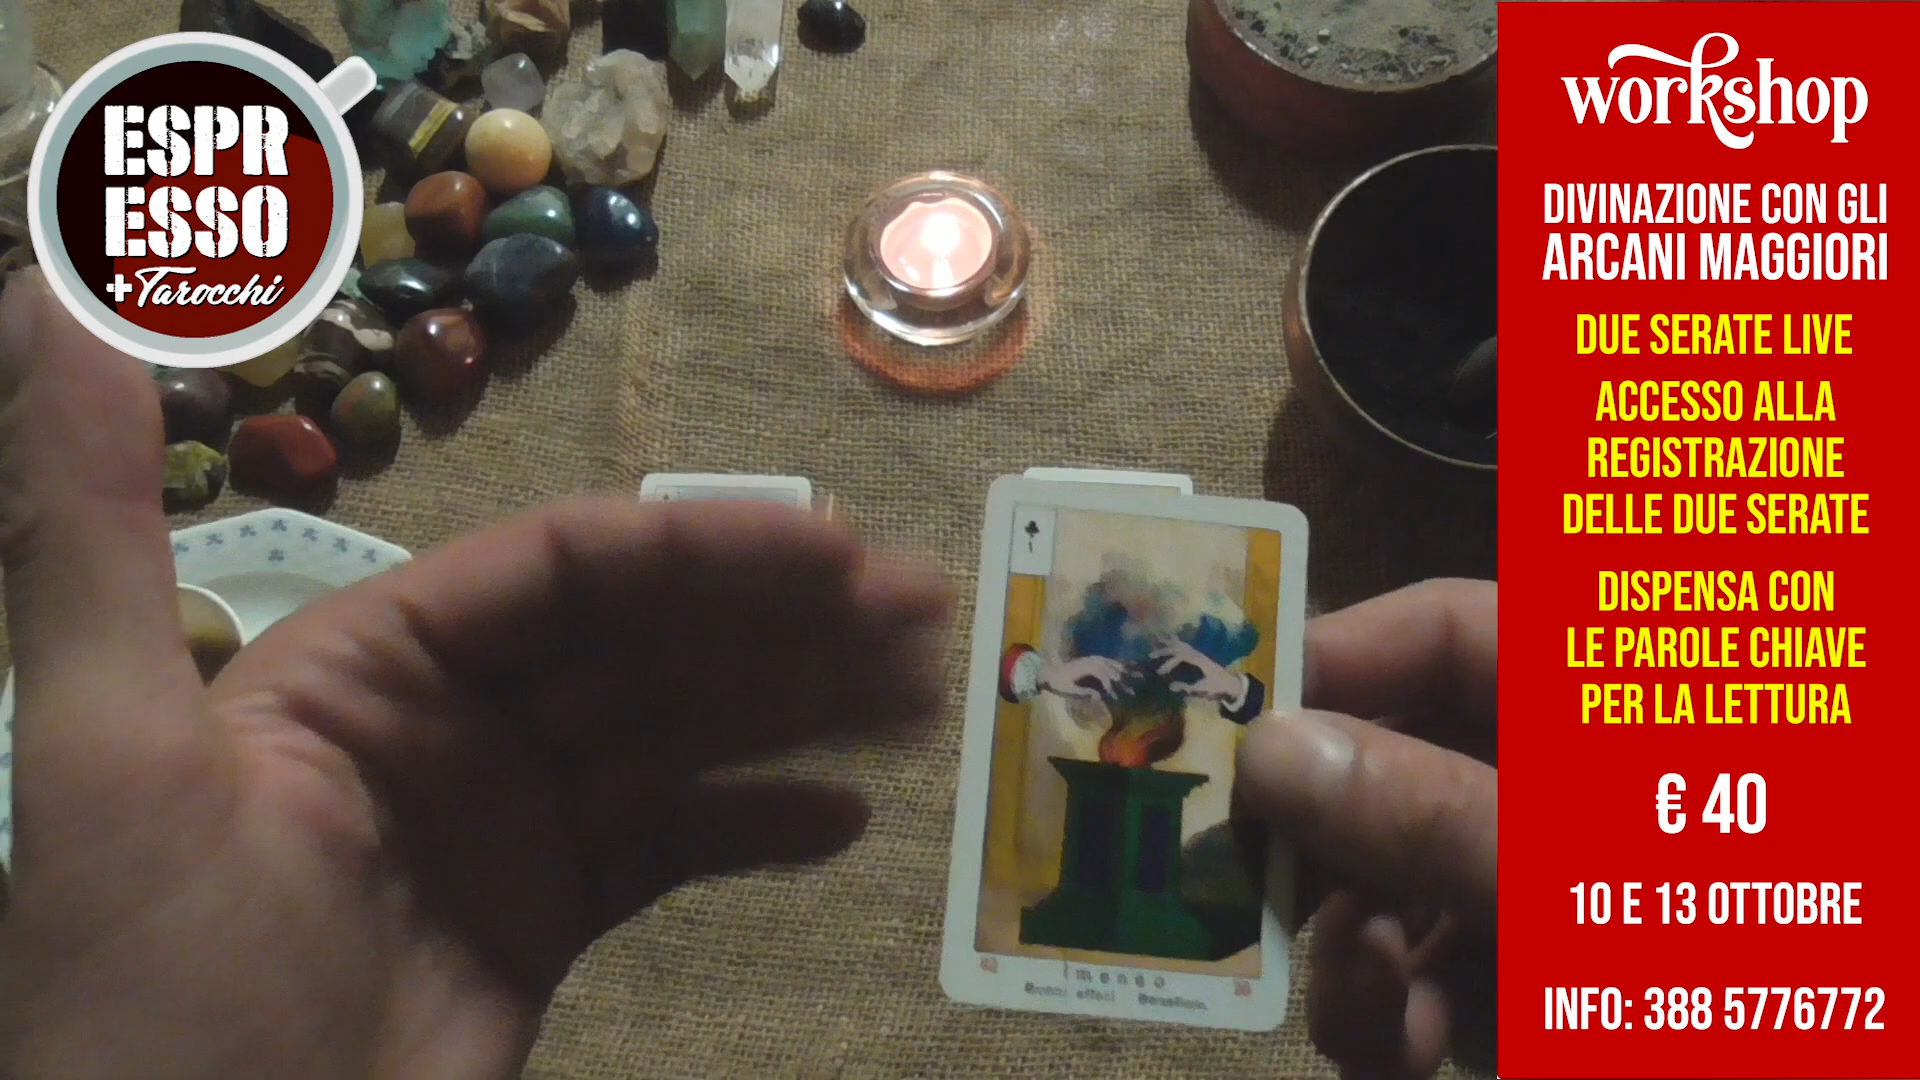 ESPR
ESSO
+Tarocchi
workshop
DIVINAZIONE CON GLI
ARCANI MAGGIORI
DUE SERATE LIVE
ACCESSO ALLA
REGISTRAZIONE
DELLE DUE SERATE
DISPENSA CON
LE PAROLE CHIAVE
PER LA LETTURA
€ 40
10 E 13 OTTOBRE
INFO: 388 5776772
1